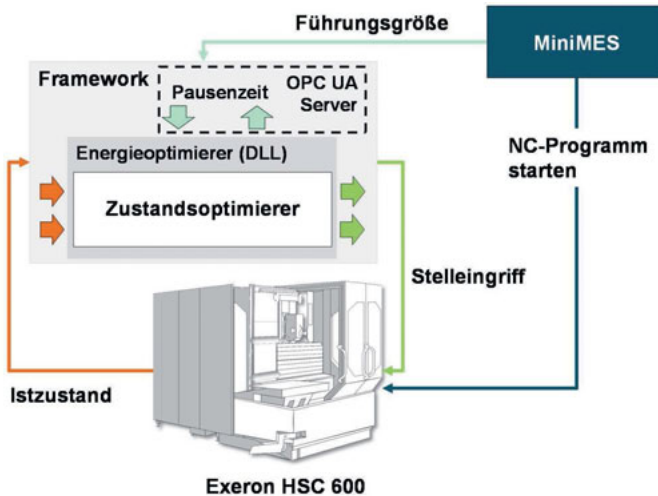 Führungsgröße
MiniMES
Framework
OPC UA
Server
Pausenzeit
Energieoptimierer (DLL)
Zustandsoptimierer
NC-Programm
starten
Stelleingriff
Istzustand
Exeron HSC 600